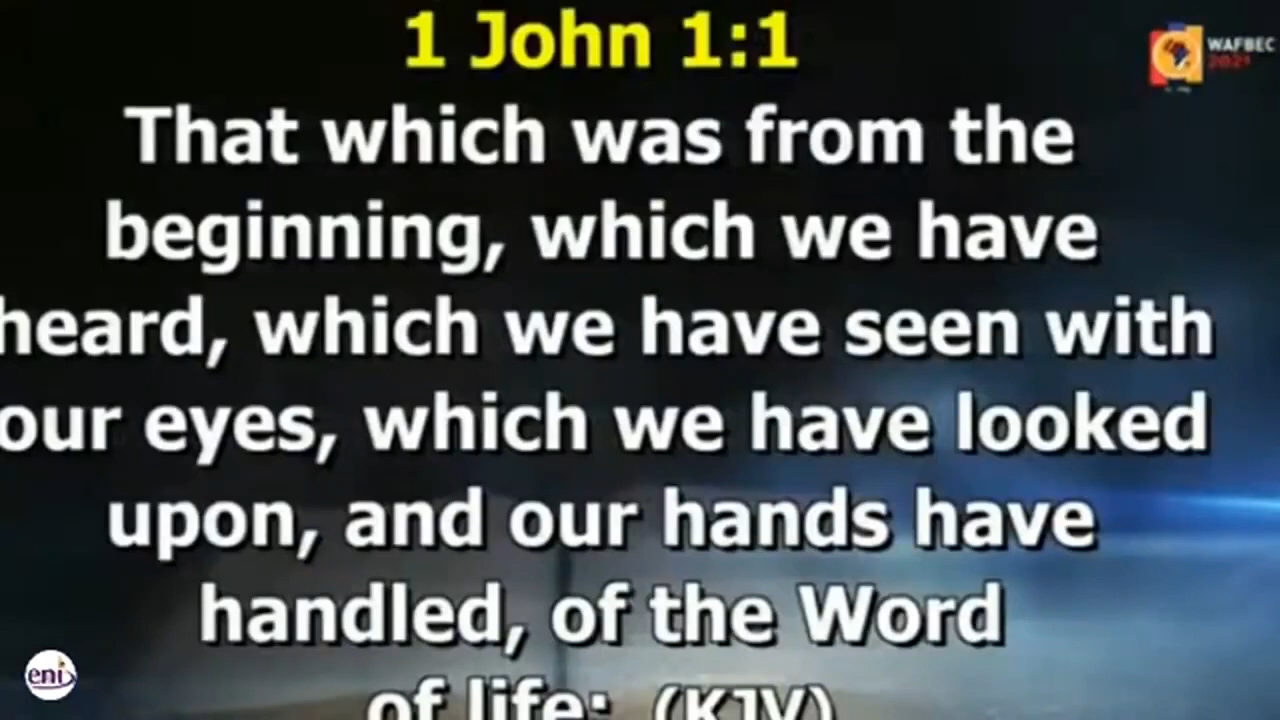 1 John 1:1
WAFBEC
2021
That which was from the
beginning, which we have
heard, which we have seen with
our eyes, which we have looked
upon, and our hands have
handled, of the Word
of life; (KJV)
eni